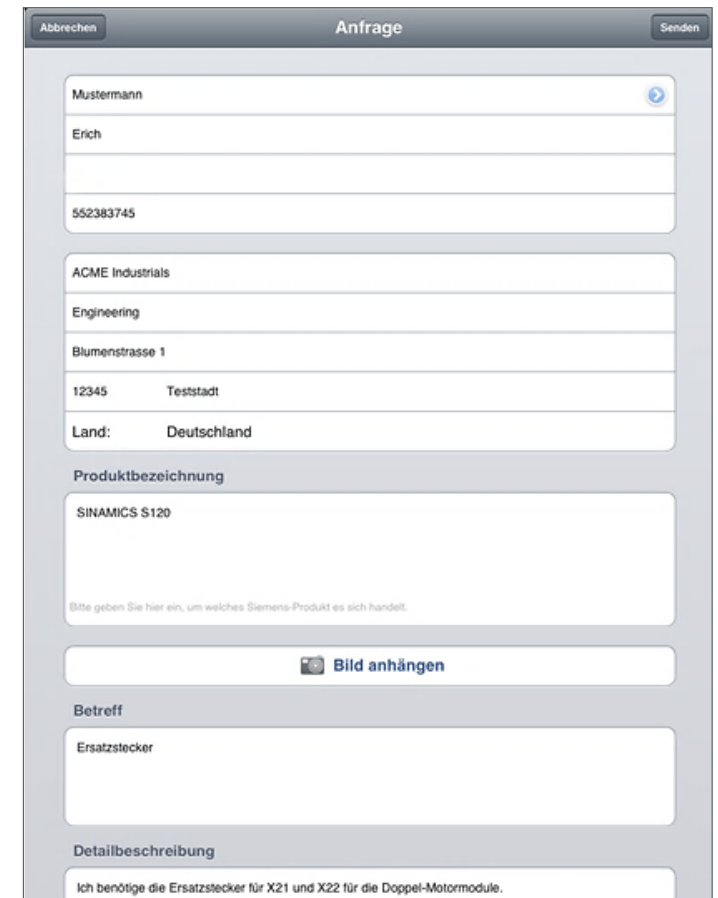 Abbrechen Anfrage Senden
Mustermann
Erich
552383745
ACME Industrials
Engineering
Blumenstrasse 1
12345 Teststadt
Land: Deutschland
Produktbezeichnung
SINAMICS S120
Bitte geben Sie hier ein, um welches Siemens-Produkt es sich handelt.
Bild anhängen
Betreff
Ersatzstecker
Detailbeschreibung
Ich benötige die Ersatzstecker für X21 und X22 für die Doppel-Motormodule.